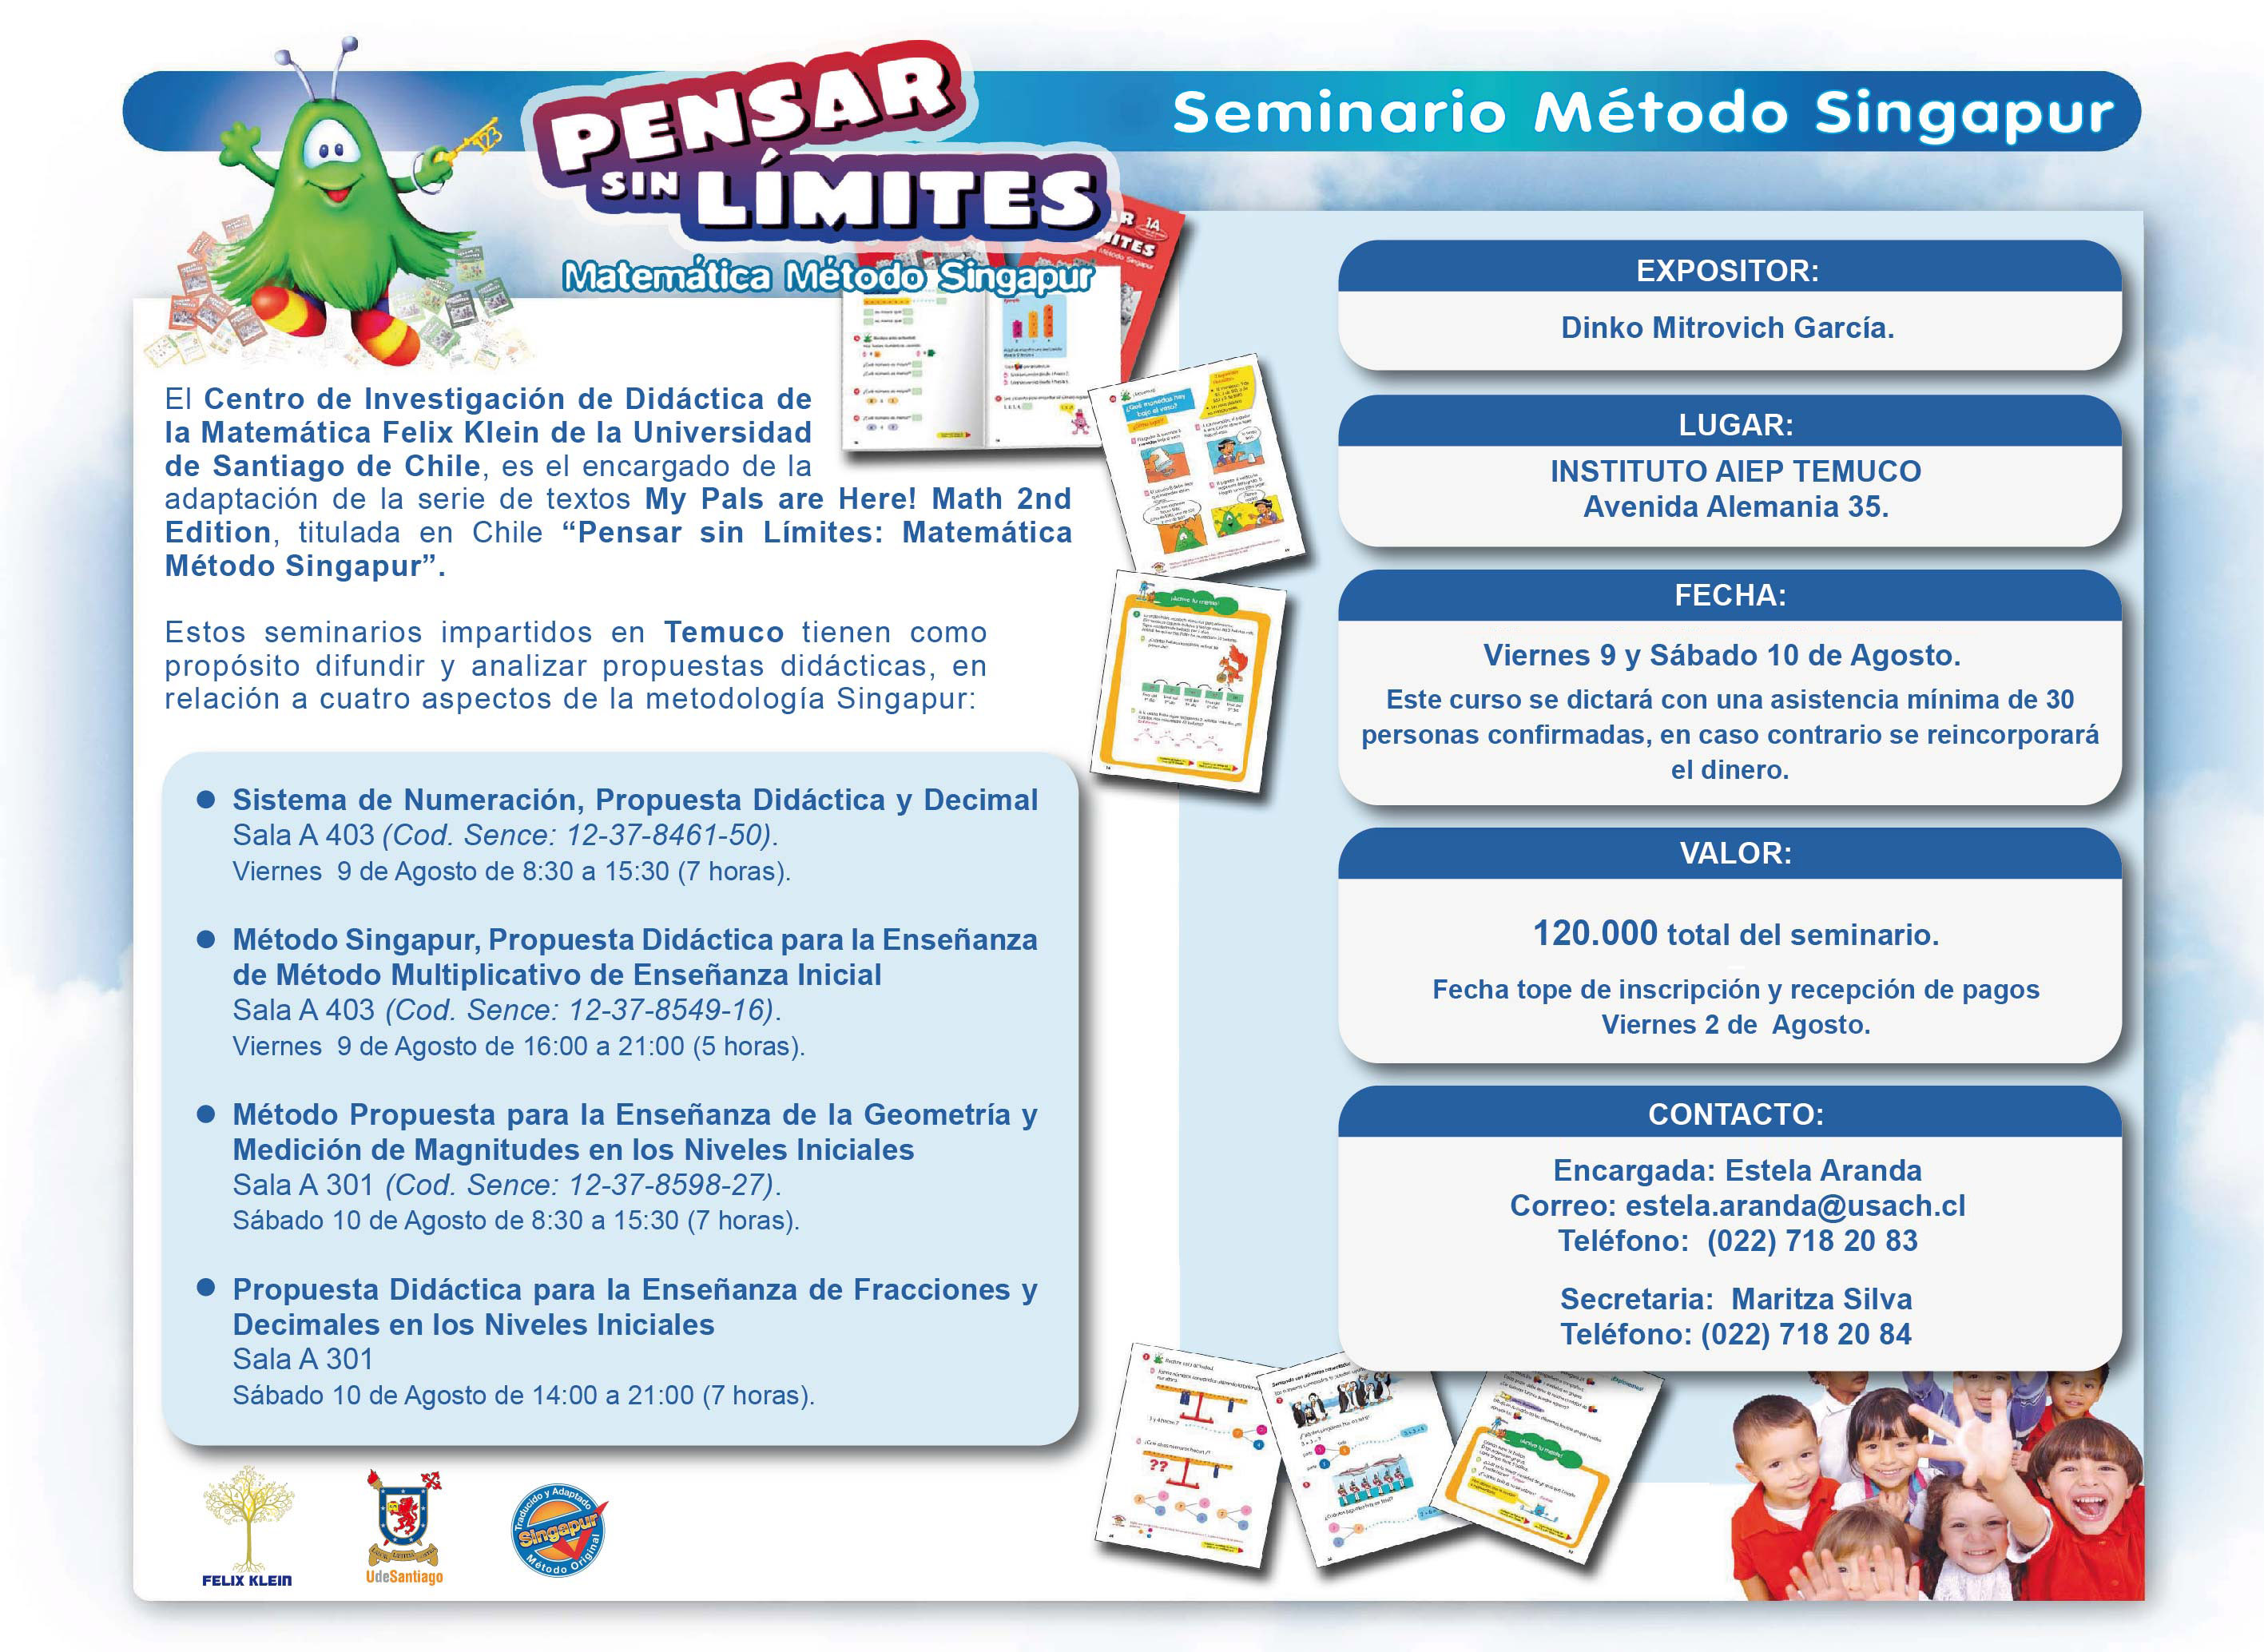 PENSAR
SIN LÍMITES
Matemática Método Singapur
Seminario Método Singapur
El Centro de Investigación de Didáctica de
la Matemática Felix Klein de la Universidad
de Santiago de Chile, es el encargado de la
adaptación de la serie de textos My Pals are Here! Math 2nd
Edition, titulada en Chile “Pensar sin Límites: Matemática
Método Singapur”.
Estos seminarios impartidos en Temuco tienen como
propósito difundir y analizar propuestas didácticas, en
relación a cuatro aspectos de la metodología Singapur:
● Sistema de Numeración, Propuesta Didáctica y Decimal
Sala A 403 (Cod. Sence: 12-37-8461-50).
Viernes 9 de Agosto de 8:30 a 15:30 (7 horas).
● Método Singapur, Propuesta Didáctica para la Enseñanza
de Método Multiplicativo de Enseñanza Inicial
Sala A 403 (Cod. Sence: 12-37-8549-16).
Viernes 9 de Agosto de 16:00 a 21:00 (5 horas).
● Método Propuesta para la Enseñanza de la Geometría y
Medición de Magnitudes en los Niveles Iniciales
Sala A 301 (Cod. Sence: 12-37-8598-27).
Sábado 10 de Agosto de 8:30 a 15:30 (7 horas).
● Propuesta Didáctica para la Enseñanza de Fracciones y
Decimales en los Niveles Iniciales
Sala A 301
Sábado 10 de Agosto de 14:00 a 21:00 (7 horas).
FELIX KLEIN
UdeSantiago
Traducido y Adaptado
Singapur
Método Original
EXPOSITOR:
Dinko Mitrovich García.
LUGAR:
INSTITUTO AIEP TEMUCO
Avenida Alemania 35.
FECHA:
Viernes 9 y Sábado 10 de Agosto.
Este curso se dictará con una asistencia mínima de 30
personas confirmadas, en caso contrario se reincorporará
el dinero.
VALOR:
120.000 total del seminario.
Fecha tope de inscripción y recepción de pagos
Viernes 2 de Agosto.
CONTACTO:
Encargada: Estela Aranda
Correo: estela.aranda@usach.cl
Teléfono: (022) 718 20 83
Secretaria: Maritza Silva
Teléfono: (022) 718 20 84
123
1A
¿Qué monedas hay
bajo el vaso?
¡Activa tu mente!
??
¡Activa tu mente!